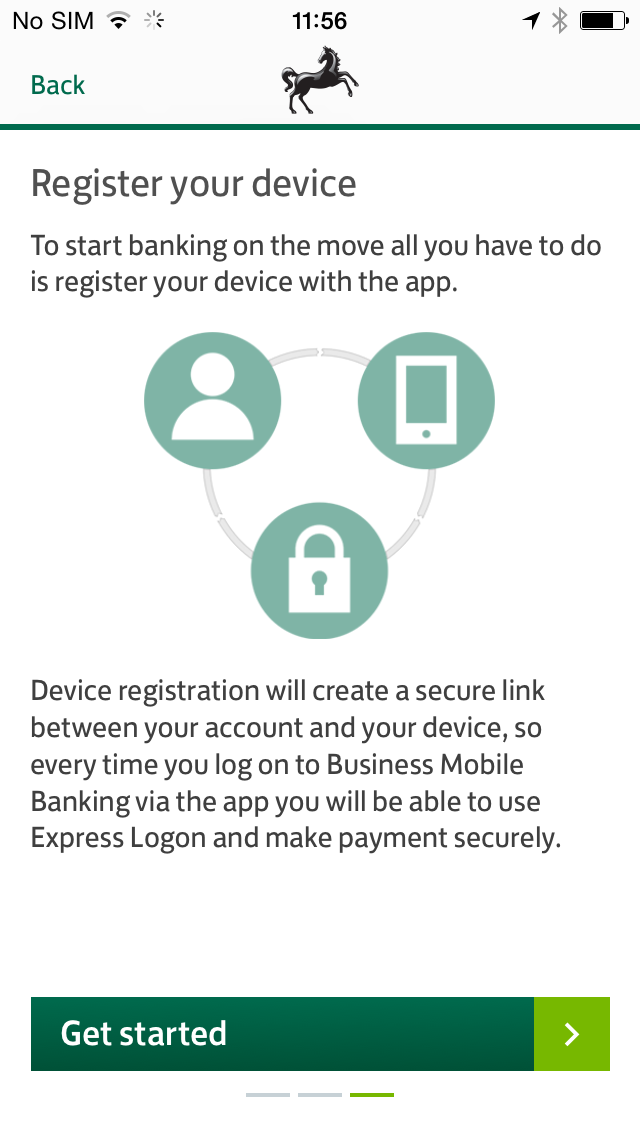 No SIM 11:56
Back
Register your device
To start banking on the move all you have to do
is register your device with the app.
Device registration will create a secure link
between your account and your device, so
every time you log on to Business Mobile
Banking via the app you will be able to use
Express Logon and make payment securely.
Get started